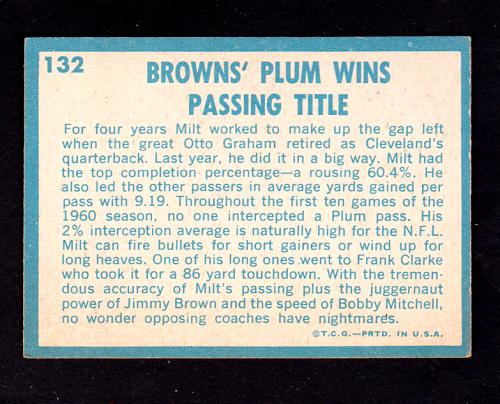 132
BROWNS' PLUM WINS
PASSING TITLE
For four years Milt worked to make up the gap left
when the great Otto Graham retired as Cleveland's
quarterback. Last year, he did it in a big way. Milt had
the top completion percentage—a rousing 60.4%. He
also led the other passers in average yards gained per
pass with 9.19. Throughout the first ten games of the
1960 season, no one intercepted a Plum pass. His
2% interception average is naturally high for the N.F.L.
Milt can fire bullets for short gainers or wind up for
long heaves. One of his long ones went to Frank Clarke
who took it for a 86 yard touchdown. With the tremen-
dous accuracy of Milt's passing plus the juggernaut
power of Jimmy Brown and the speed of Bobby Mitchell,
no wonder opposing coaches have nightmares.
©T.C.G.—PRTD. IN U.S.A.